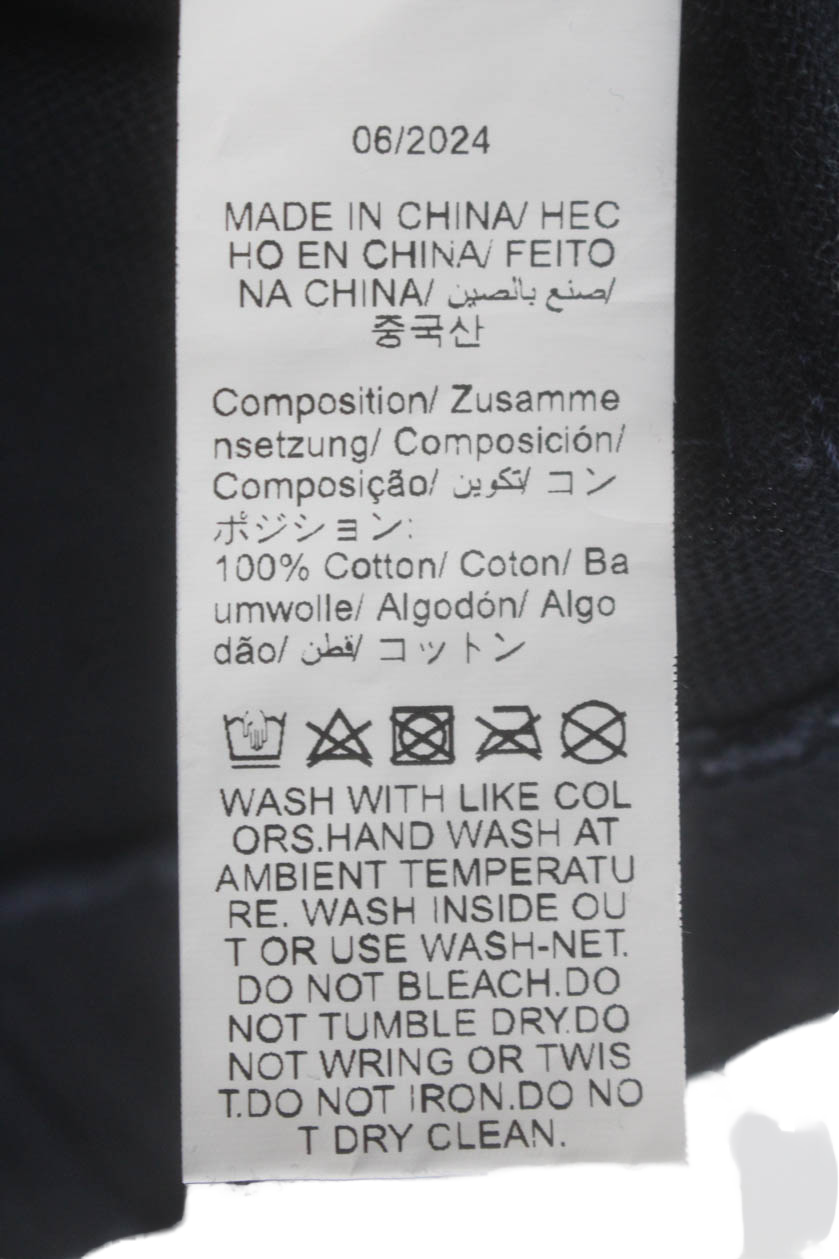 06/2024
MADE IN CHINA/ HEC
HO EN CHINA/ FEITO
NA CHINA/ صنع بالصين/
중국산
Composition/ Zusamme
nsetzung/ Composición/
Composição/ تكوين/ コン
ポジション:
100% Cotton/ Coton/ Ba
umwolle/ Algodón/ Algo
dão/ قطن/ コットン
WASH WITH LIKE COL
ORS.HAND WASH AT
AMBIENT TEMPERATU
RE. WASH INSIDE OU
T OR USE WASH-NET.
DO NOT BLEACH.DO
NOT TUMBLE DRY.DO
NOT WRING OR TWIS
T.DO NOT IRON.DO NO
T DRY CLEAN.